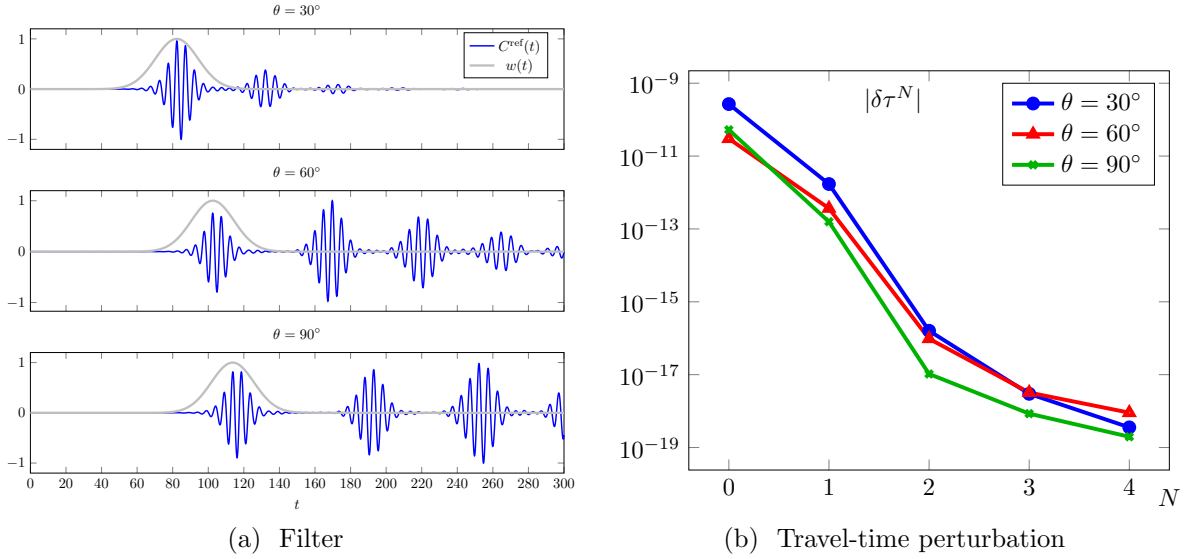 θ = 30°
1
0
−1
C^ref(t)
w(t)
θ = 60°
1
0
−1
θ = 90°
1
0
−1
0 20 40 60 80 100 120 140 160 180 200 220 240 260 280 300
t
(a) Filter
|δτ^N|
θ = 30°
θ = 60°
θ = 90°
10^−9
10^−11
10^−13
10^−15
10^−17
10^−19
0 1 2 3 4 N
(b) Travel-time perturbation